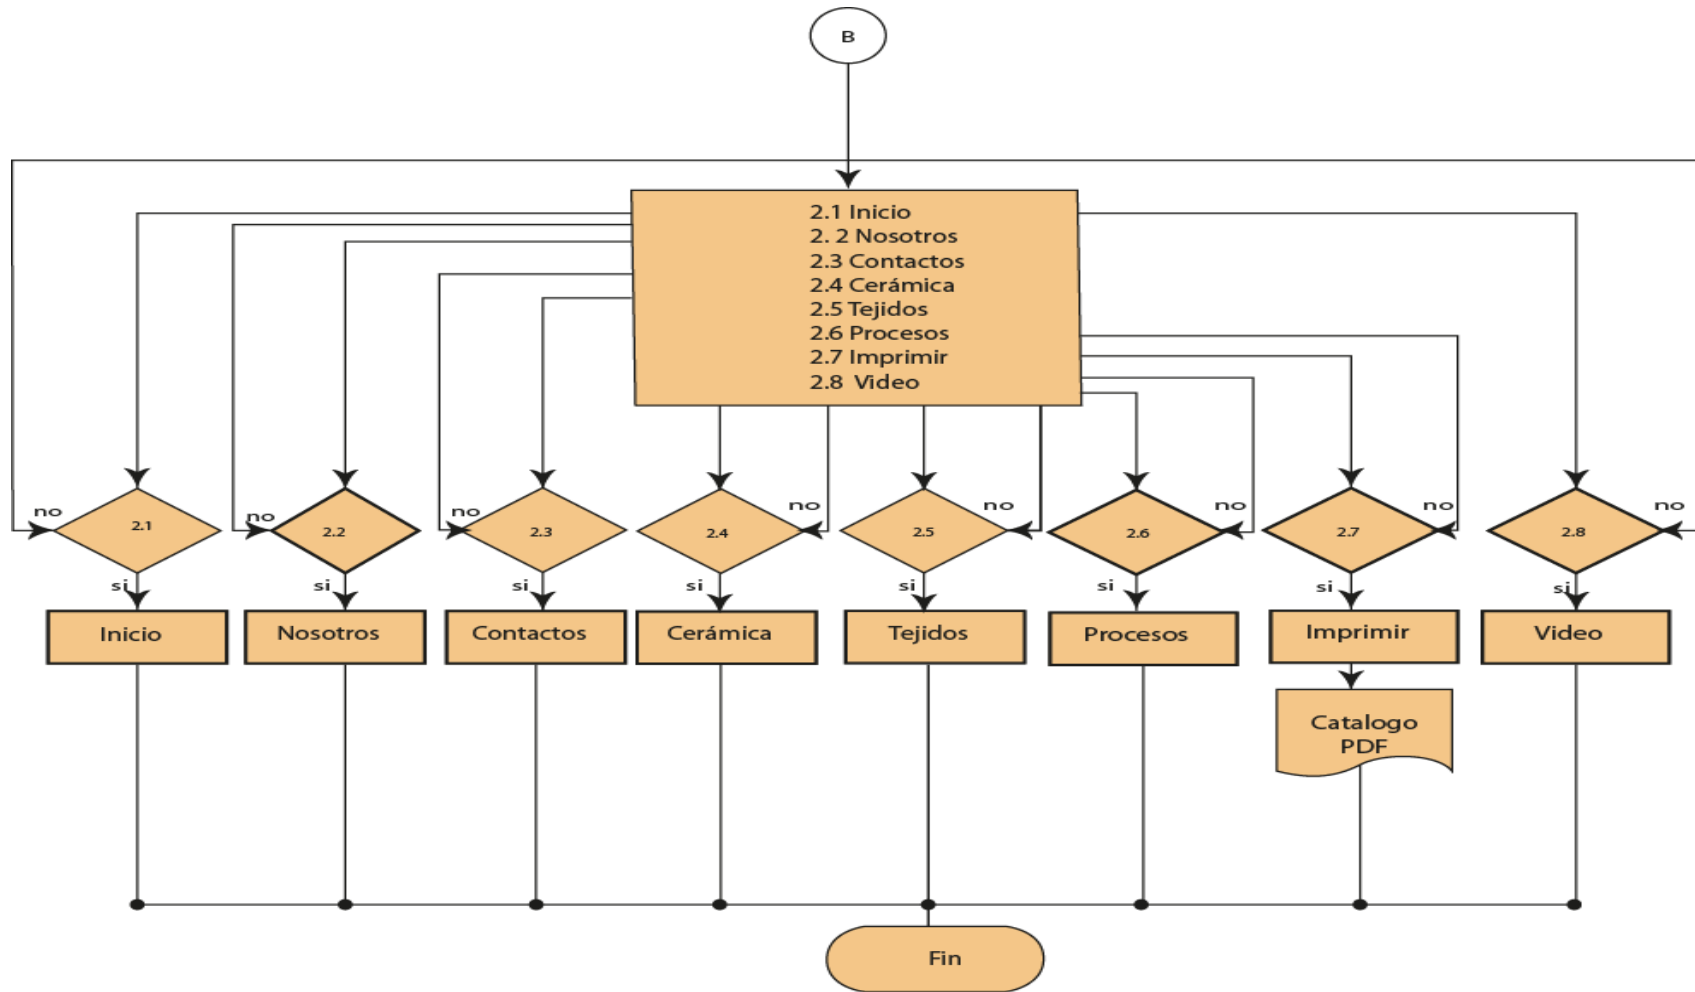 B
2.1 Inicio
2. 2 Nosotros
2.3 Contactos
2.4 Cerámica
2.5 Tejidos
2.6 Procesos
2.7 Imprimir
2.8 Video
no
no
no
no
no
no
no
no
2.1
2.2
2.3
2.4
2.5
2.6
2.7
2.8
si
si
si
si
si
si
si
si
Inicio
Nosotros
Contactos
Cerámica
Tejidos
Procesos
Imprimir
Video
Catalogo
PDF
Fin